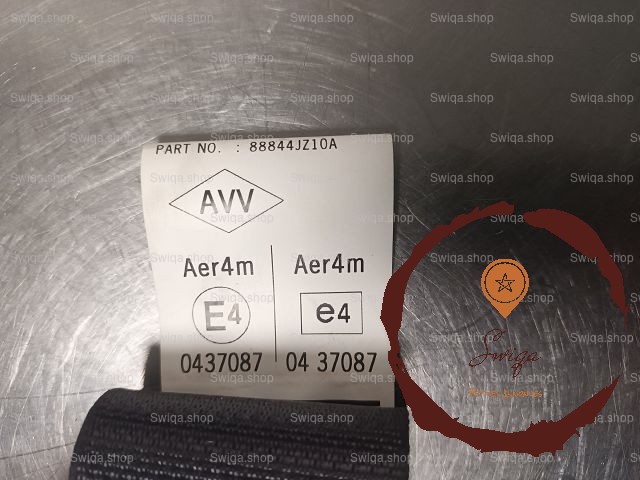 PART NO. : 88844JZ10A
AVV
Aer4m Aer4m
E4 e4
0437087 04 37087
Swiqa
Swiqa.shop